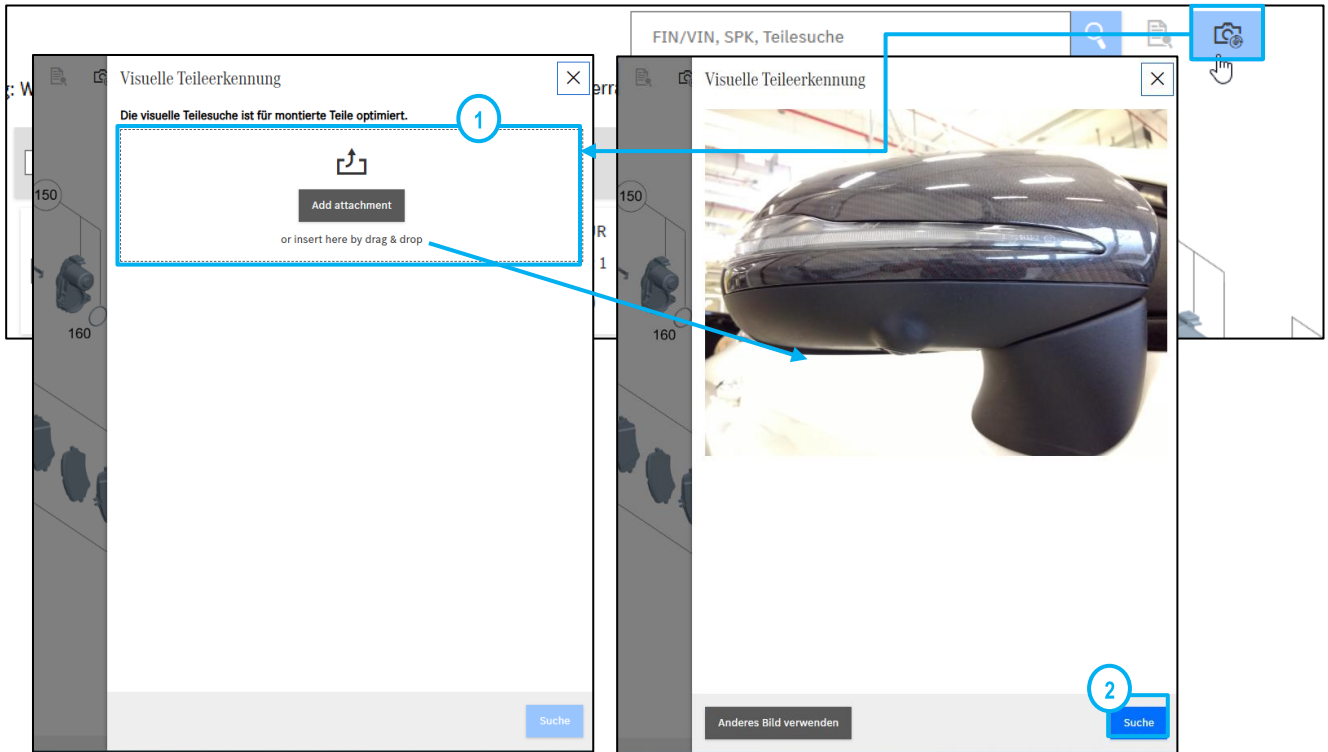 FIN/VIN, SPK, Teilesuche
Visuelle Teileerkennung
Die visuelle Teilesuche ist für montierte Teile optimiert.
1
Add attachment
or insert here by drag & drop
Suche
150
160
Visuelle Teileerkennung
150
160
Anderes Bild verwenden
2
Suche
1